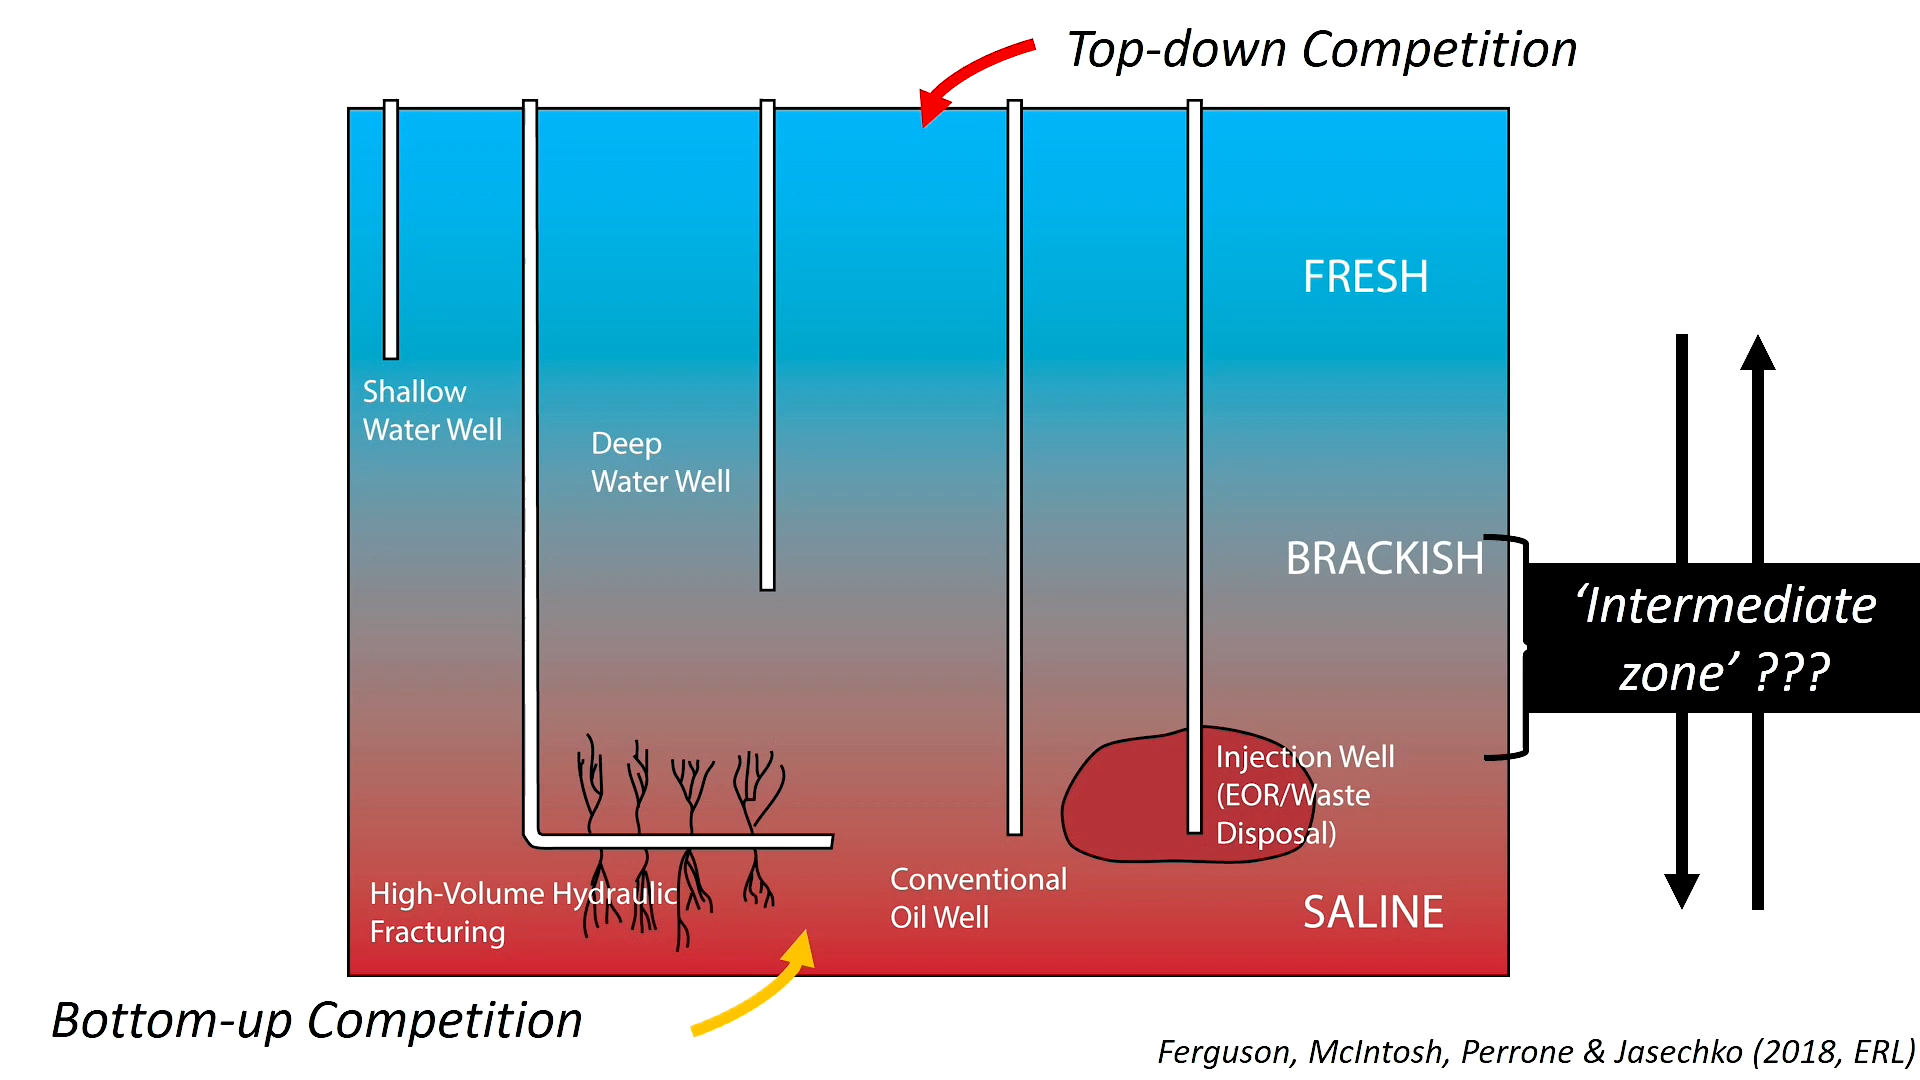 Top-down Competition
FRESH
Shallow
Water Well
Deep
Water Well
BRACKISH
‘Intermediate
zone’ ???
Injection Well
(EOR/Waste
Disposal)
High-Volume Hydraulic
Fracturing
Conventional
Oil Well
SALINE
Bottom-up Competition
Ferguson, McIntosh, Perrone & Jasechko (2018, ERL)